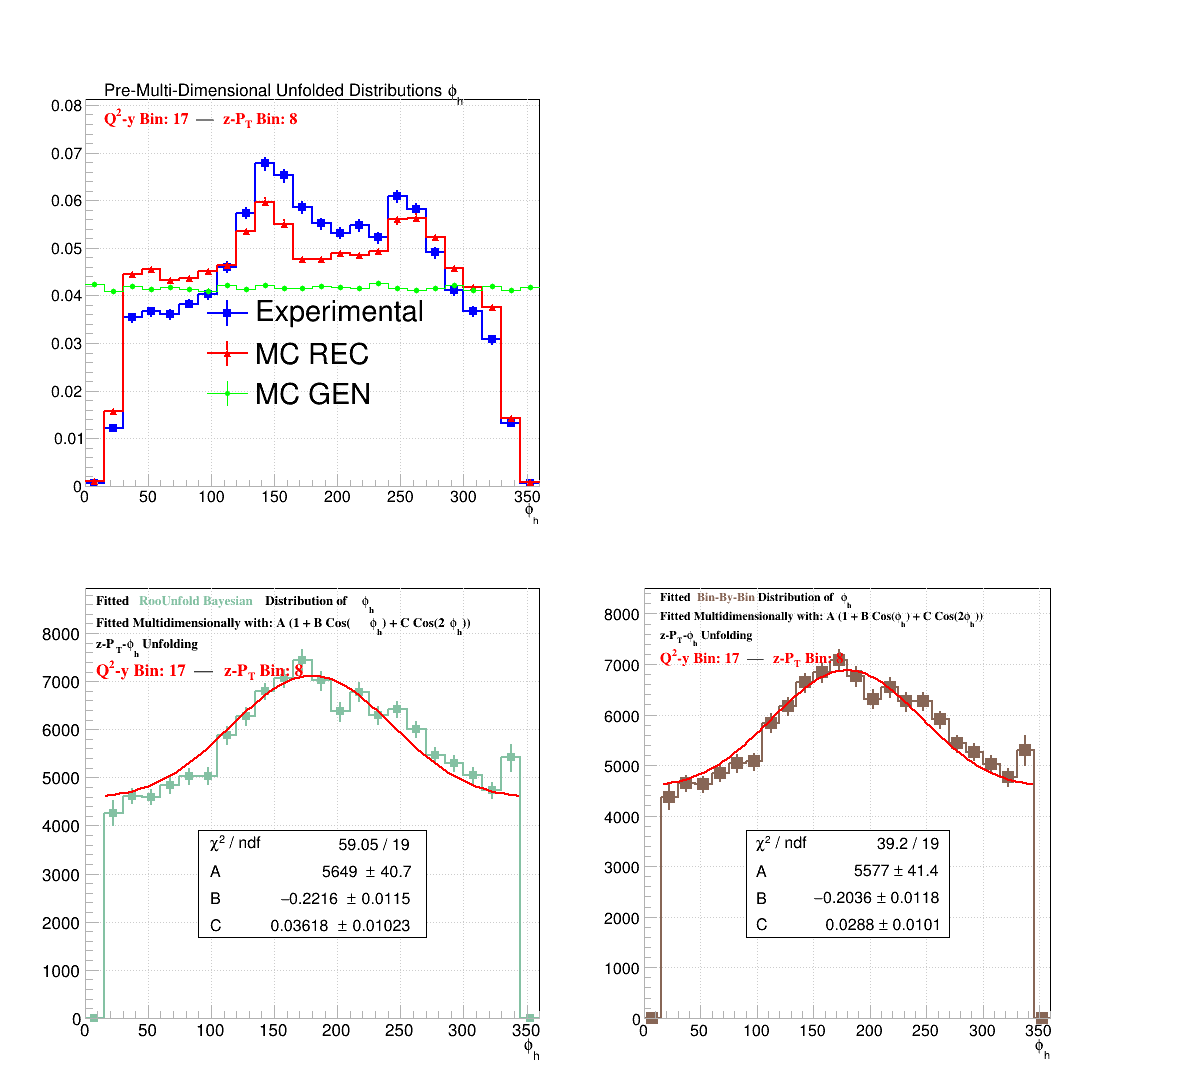 Pre-Multi-Dimensional Unfolded Distributions ϕh
Q2-y Bin: 17 — z-PT Bin: 8
0.08
0.07
0.06
0.05
0.04
0.03
0.02
0.01
0
Experimental
MC REC
MC GEN
0 50 100 150 200 250 300 350
ϕh
Fitted RooUnfold Bayesian Distribution of ϕh
Fitted Multidimensionally with: A (1 + B Cos( ϕh) + C Cos(2 ϕh))
z-PT-ϕh Unfolding
Q2-y Bin: 17 — z-PT Bin: 8
8000
7000
6000
5000
4000
3000
2000
1000
0
χ2 / ndf 59.05 / 19
A 5649 ± 40.7
B −0.2216 ± 0.0115
C 0.03618 ± 0.01023
0 50 100 150 200 250 300 350
ϕh
Fitted Bin-By-Bin Distribution of ϕh
Fitted Multidimensionally with: A (1 + B Cos(ϕh) + C Cos(2ϕh))
z-PT-ϕh Unfolding
Q2-y Bin: 17 — z-PT Bin: 8
8000
7000
6000
5000
4000
3000
2000
1000
0
χ2 / ndf 39.2 / 19
A 5577 ± 41.4
B −0.2036 ± 0.0118
C 0.0288 ± 0.0101
0 50 100 150 200 250 300 350
ϕh